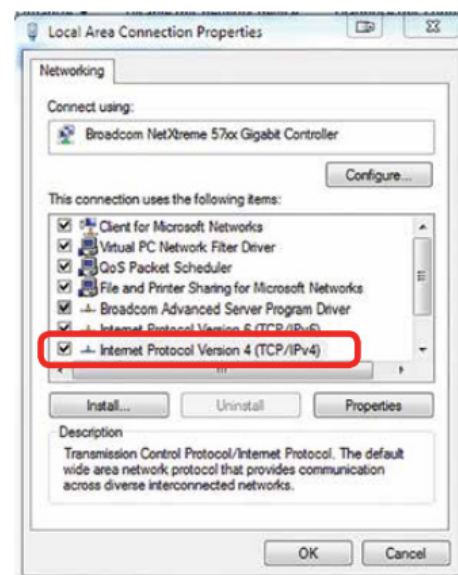 Local Area Connection Properties
Networking
Connect using:
Broadcom NetXtreme 57xx Gigabit Controller
Configure...
This connection uses the following items:
Client for Microsoft Networks
Virtual PC Network Filter Driver
QoS Packet Scheduler
File and Printer Sharing for Microsoft Networks
Broadcom Advanced Server Program Driver
Internet Protocol Version 6 (TCP/IPv6)
Internet Protocol Version 4 (TCP/IPv4)
Install...
Uninstall
Properties
Description
Transmission Control Protocol/Internet Protocol. The default
wide area network protocol that provides communication
across diverse interconnected networks.
OK
Cancel